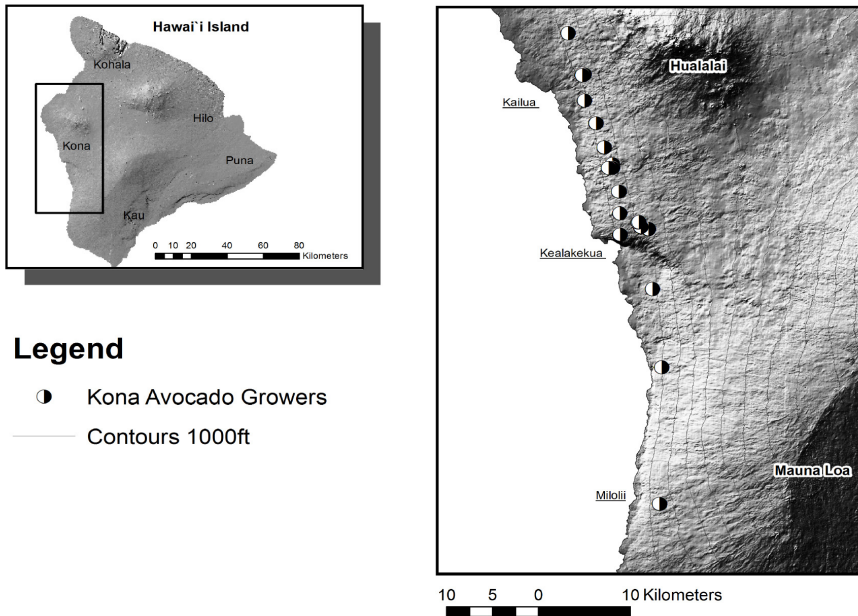 Hawai`i Island
Kohala
Hilo
Kona
Puna
Kau
0 10 20 40 60 80
Kilometers
Legend
Kona Avocado Growers
Contours 1000ft
Hualalai
Kailua
Kealakekua
Mauna Loa
Milolii
10 5 0 10 Kilometers